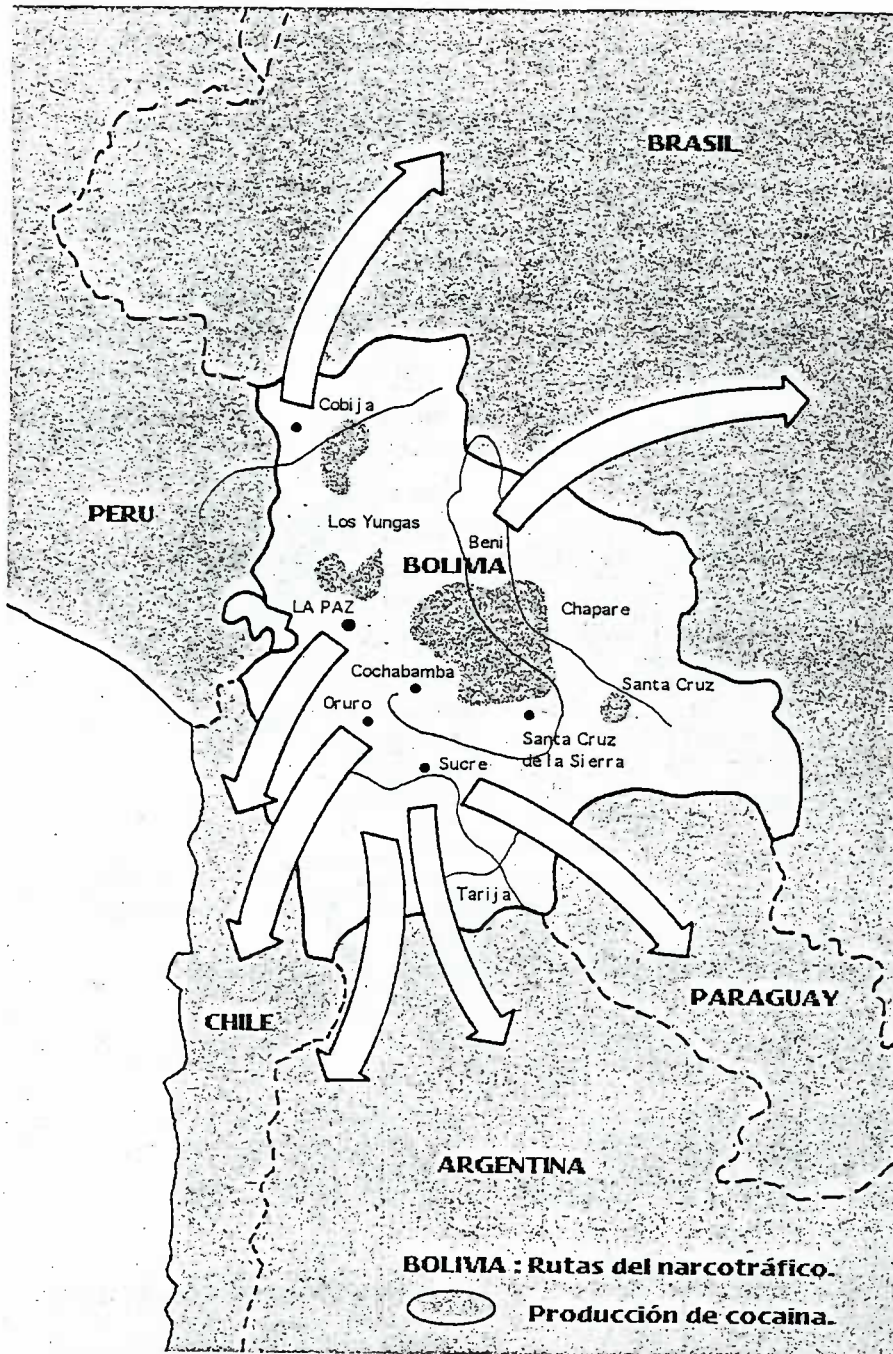 BRASIL
Cobija
PERU
Los Yungas
Beni
BOLIVIA
Chapare
LA PAZ
Cochabamba
Santa Cruz
Oruro
Santa Cruz
de la Sierra
Sucre
Tarija
PARAGUAY
CHILE
ARGENTINA
BOLIVIA : Rutas del narcotráfico.
Producción de cocaina.